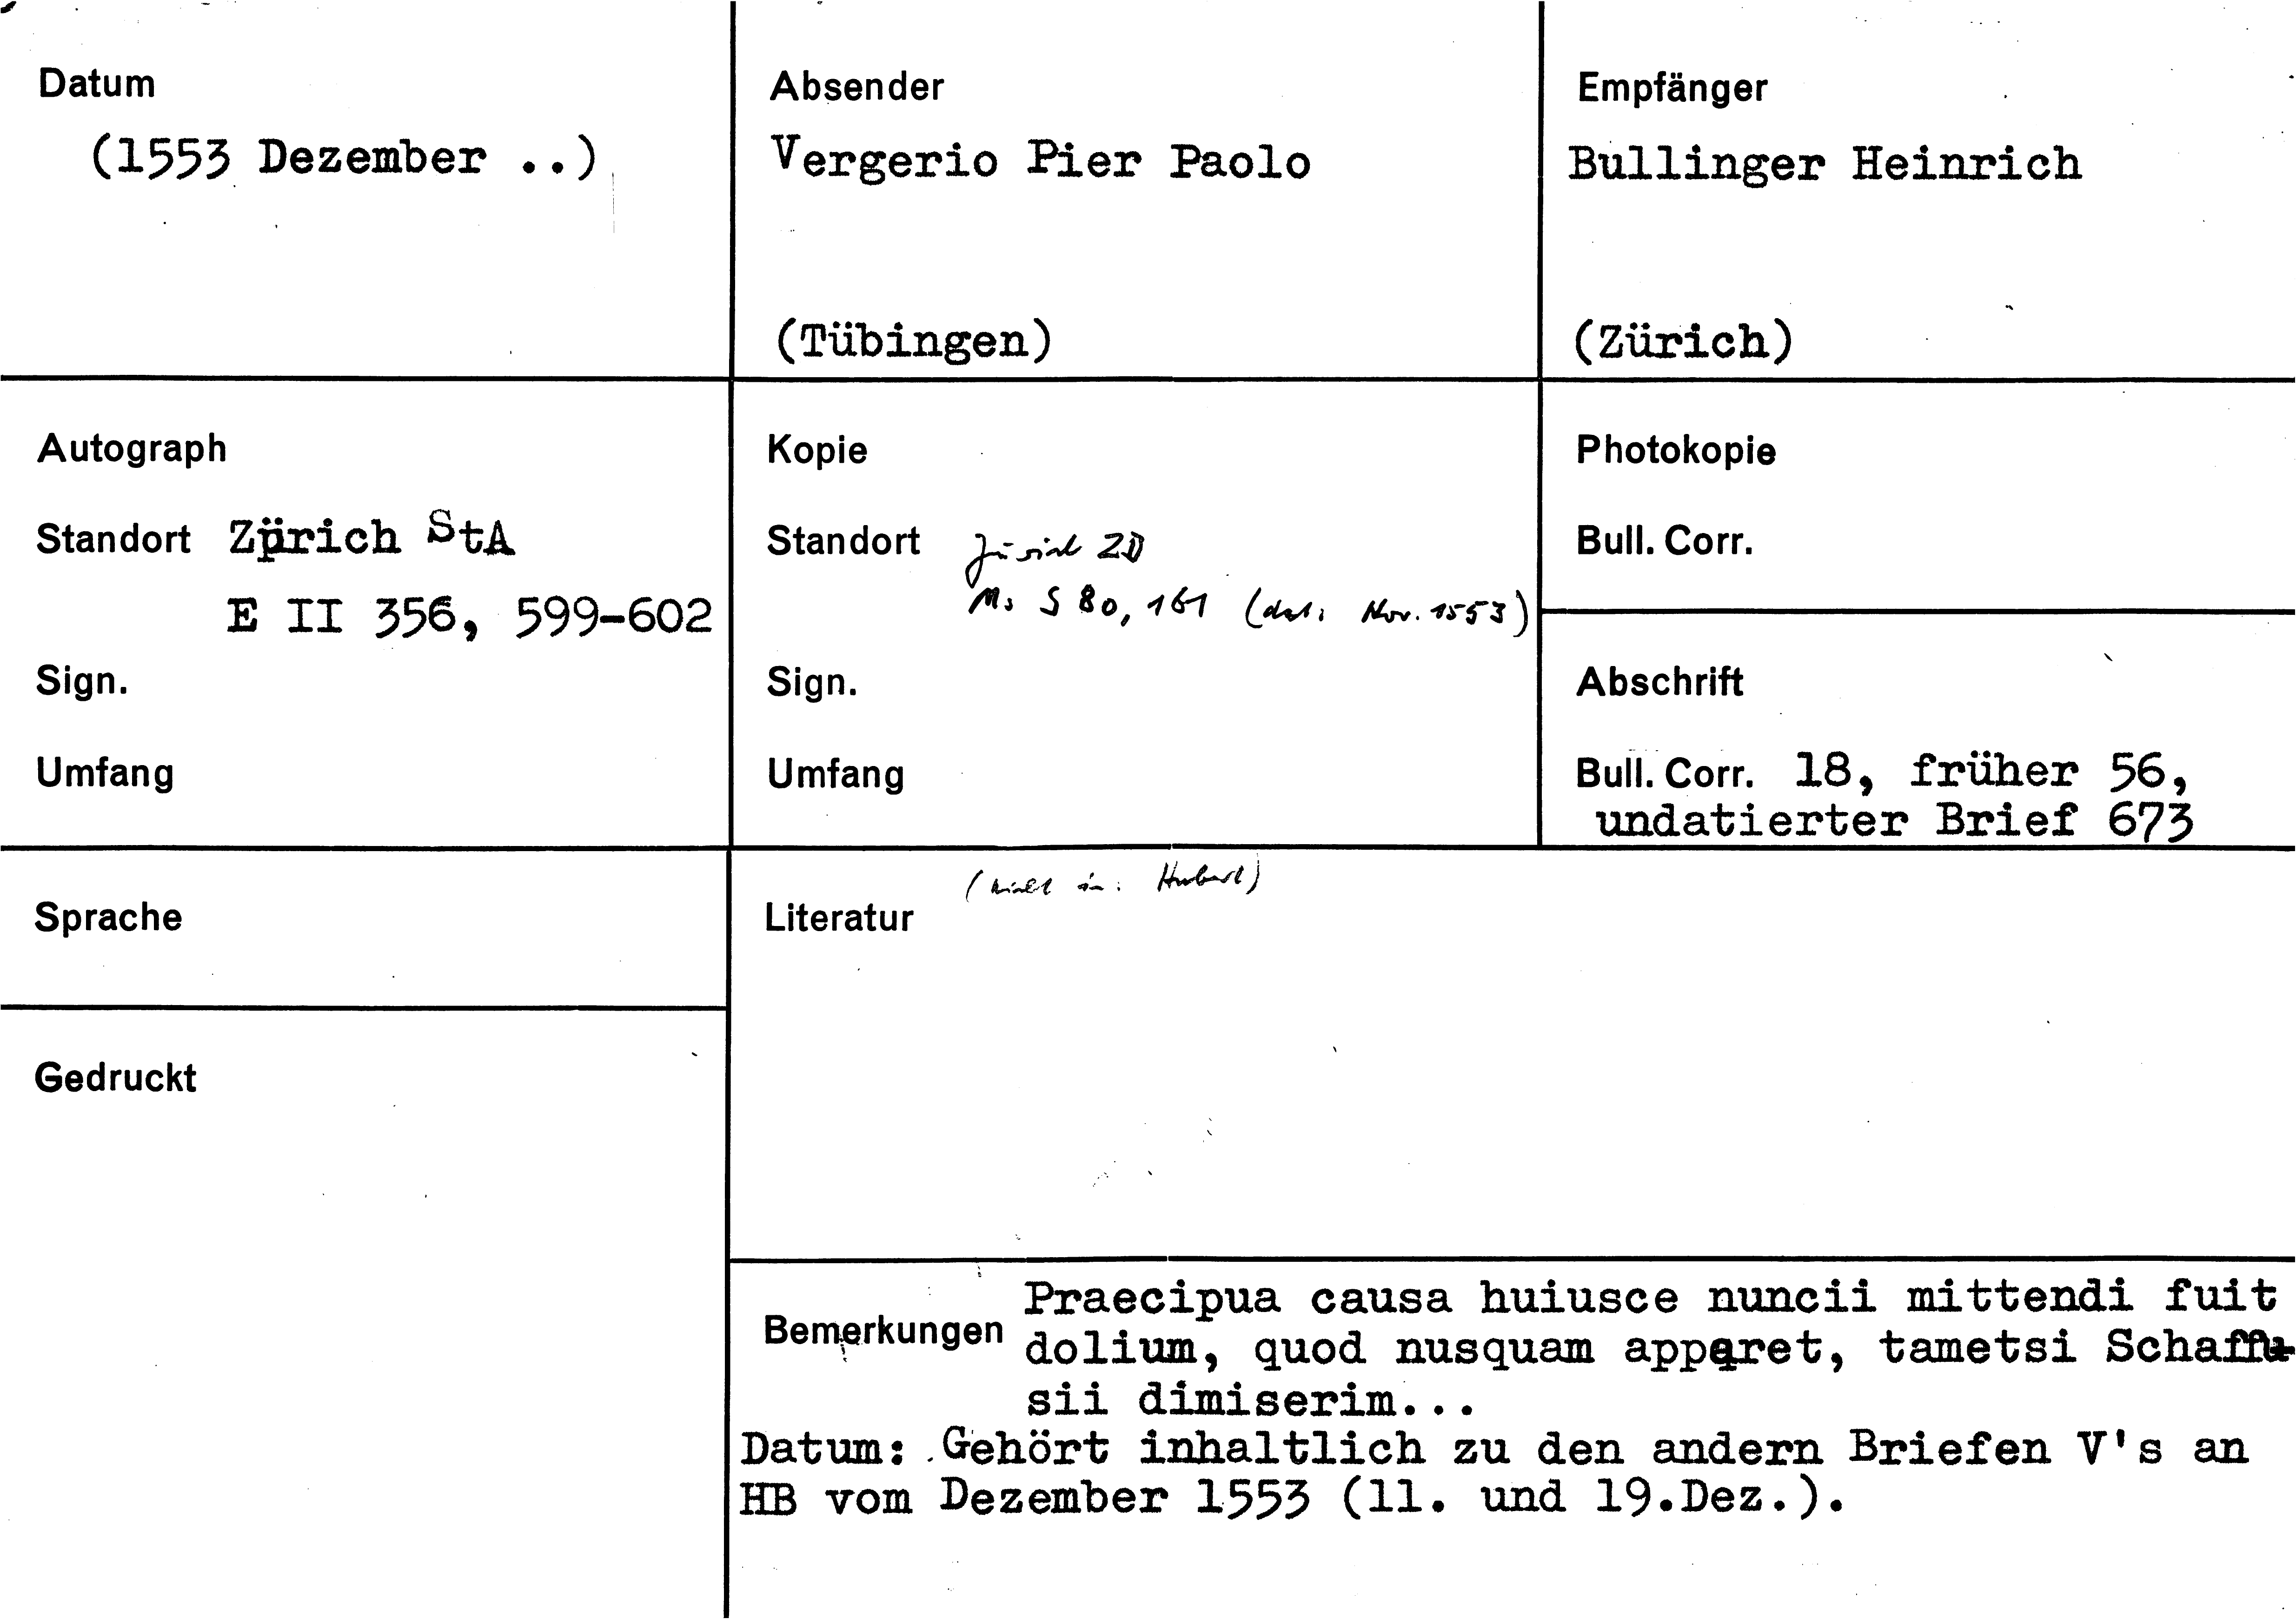 Datum
(1553 Dezember ..)
Absender
Vergerio Pier Paolo
(Tübingen)
Empfänger
Bullinger Heinrich
(Zürich)
Autograph
Standort Zürich StA
E II 356, 599-602
Sign.
Umfang
Kopie
Standort Zürich ZB
Ms S 80, 161 (dat. Nov. 1553)
Sign.
Umfang
Photokopie
Bull. Corr.
Abschrift
Bull. Corr. 18, früher 56,
undatierter Brief 673
Sprache
Gedruckt
(nicht in: Hubert)
Literatur
Bemerkungen Praecipua causa huiusce nuncii mittendi fuit
dolium, quod nusquam apparet, tametsi Schaffu-
sii dimiserim...
Datum: Gehört inhaltlich zu den andern Briefen V's an
HB vom Dezember 1553 (11. und 19.Dez.).